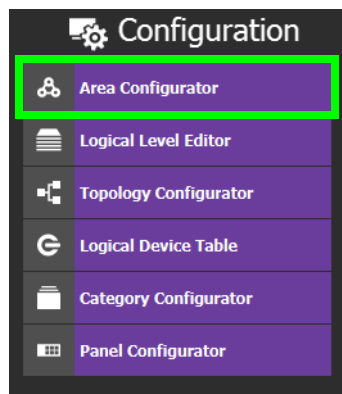 Configuration
Area Configurator
Logical Level Editor
Topology Configurator
Logical Device Table
Category Configurator
Panel Configurator